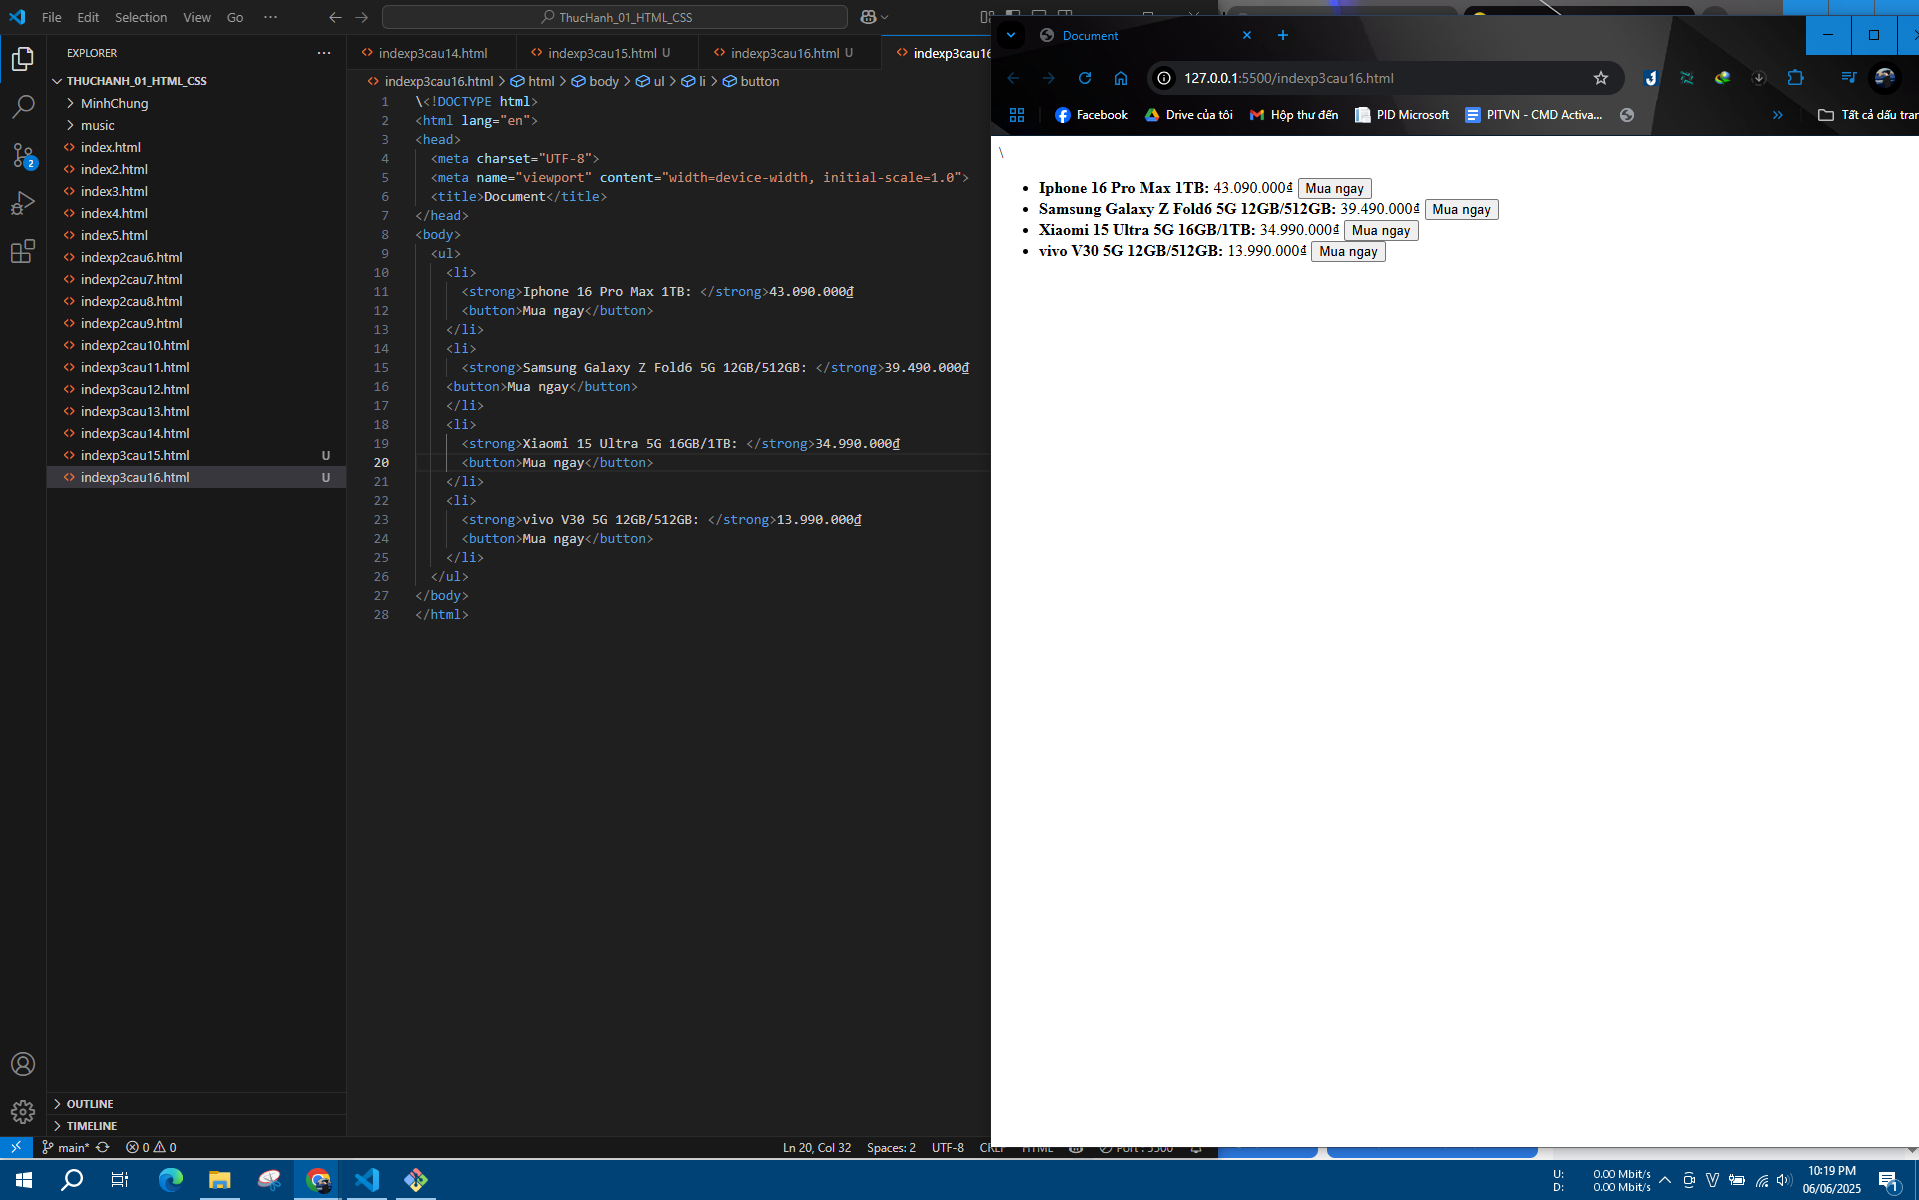 File Edit Selection View Go ··· ThucHanh_01_HTML_CSS
EXPLORER ···
THUCHANH_01_HTML_CSS
MinhChung
music
index.html
index2.html
index3.html
index4.html
index5.html
indexp2cau6.html
indexp2cau7.html
indexp2cau8.html
indexp2cau9.html
indexp2cau10.html
indexp3cau11.html
indexp3cau12.html
indexp3cau13.html
indexp3cau14.html
indexp3cau15.html U
indexp3cau16.html U
OUTLINE
TIMELINE
2
indexp3cau14.html indexp3cau15.html U indexp3cau16.html U indexp3cau16
indexp3cau16.html > html > body > ul > li > button
1 \<!DOCTYPE html>
2 <html lang="en">
3 <head>
4 <meta charset="UTF-8">
5 <meta name="viewport" content="width=device-width, initial-scale=1.0">
6 <title>Document</title>
7 </head>
8 <body>
9 <ul>
10 <li>
11 <strong>Iphone 16 Pro Max 1TB: </strong>43.090.000₫
12 <button>Mua ngay</button>
13 </li>
14 <li>
15 <strong>Samsung Galaxy Z Fold6 5G 12GB/512GB: </strong>39.490.000₫
16 <button>Mua ngay</button>
17 </li>
18 <li>
19 <strong>Xiaomi 15 Ultra 5G 16GB/1TB: </strong>34.990.000₫
20 <button>Mua ngay</button>
21 </li>
22 <li>
23 <strong>vivo V30 5G 12GB/512GB: </strong>13.990.000₫
24 <button>Mua ngay</button>
25 </li>
26 </ul>
27 </body>
28 </html>
main* 0 0 Ln 20, Col 32 Spaces: 2 UTF-8 CRLF HTML Port : 5500
Document
127.0.0.1:5500/indexp3cau16.html
Facebook Drive của tôi Hộp thư đến PID Microsoft PITVN - CMD Activa... » Tất cả dấu tran
\
• Iphone 16 Pro Max 1TB: 43.090.000₫ Mua ngay
• Samsung Galaxy Z Fold6 5G 12GB/512GB: 39.490.000₫ Mua ngay
• Xiaomi 15 Ultra 5G 16GB/1TB: 34.990.000₫ Mua ngay
• vivo V30 5G 12GB/512GB: 13.990.000₫ Mua ngay
U: 0.00 Mbit/s
D: 0.00 Mbit/s
V
10:19 PM
06/06/2025
1